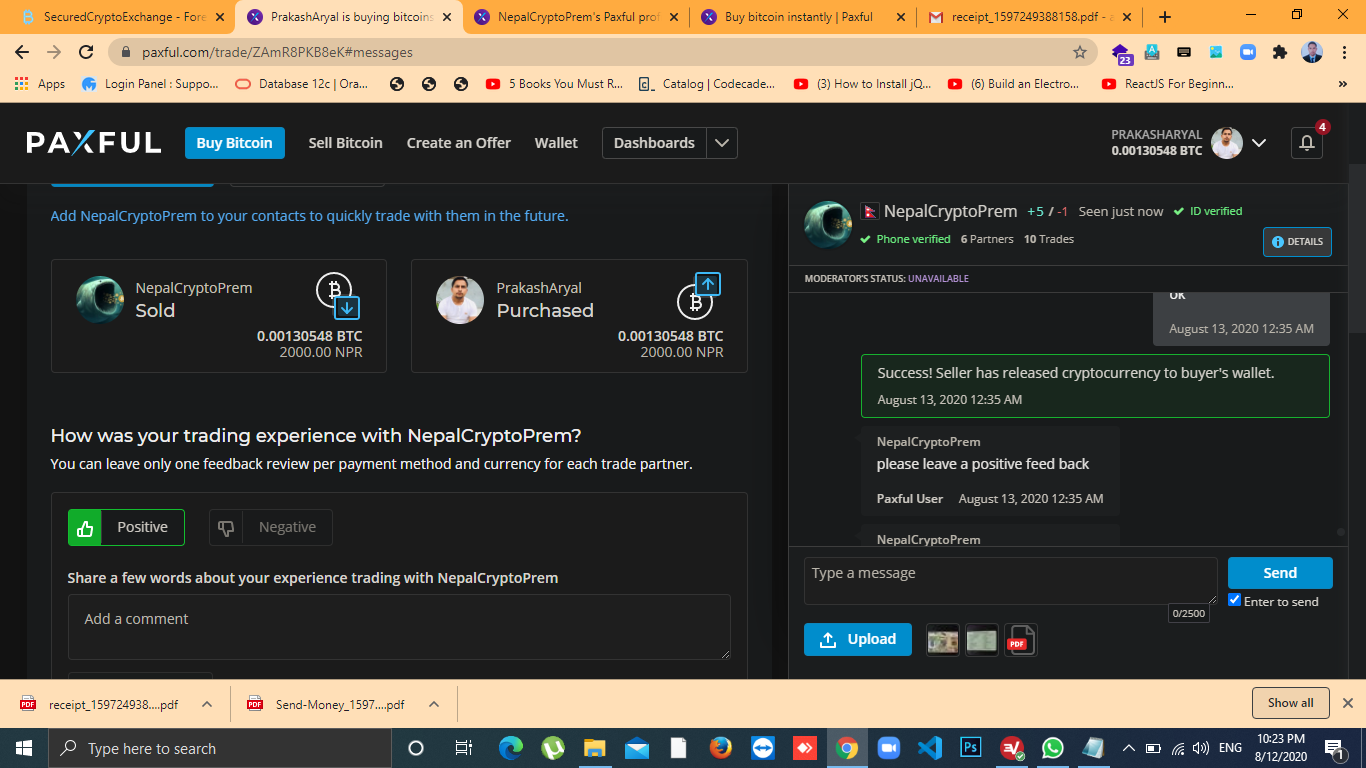 SecuredCryptoExchange - Fore
PrakashAryal is buying bitcoins
NepalCryptoPrem's Paxful prof
Buy bitcoin instantly | Paxful
receipt_1597249388158.pdf - a
paxful.com/trade/ZAmR8PKB8eK#messages
23
Apps
Login Panel : Suppo...
Database 12c | Ora...
5 Books You Must R...
Catalog | Codecade...
(3) How to Install jQ...
(6) Build an Electro...
ReactJS For Beginn...
PAXFUL
Buy Bitcoin
Sell Bitcoin
Create an Offer
Wallet
Dashboards
PRAKASHARYAL
0.00130548 BTC
4
Add NepalCryptoPrem to your contacts to quickly trade with them in the future.
NepalCryptoPrem
Sold
0.00130548 BTC
2000.00 NPR
PrakashAryal
Purchased
0.00130548 BTC
2000.00 NPR
How was your trading experience with NepalCryptoPrem?
You can leave only one feedback review per payment method and currency for each trade partner.
Positive
Negative
Share a few words about your experience trading with NepalCryptoPrem
Add a comment
NepalCryptoPrem +5 / -1 Seen just now ID verified
Phone verified 6 Partners 10 Trades
DETAILS
MODERATOR'S STATUS: UNAVAILABLE
ok
August 13, 2020 12:35 AM
Success! Seller has released cryptocurrency to buyer's wallet.
August 13, 2020 12:35 AM
NepalCryptoPrem
please leave a positive feed back
Paxful User August 13, 2020 12:35 AM
NepalCryptoPrem
Type a message
Send
Enter to send
0/2500
Upload
PDF
PDF
receipt_159724938....pdf
PDF
Send-Money_1597....pdf
Show all
Type here to search
Ps
ENG
10:23 PM
8/12/2020
1